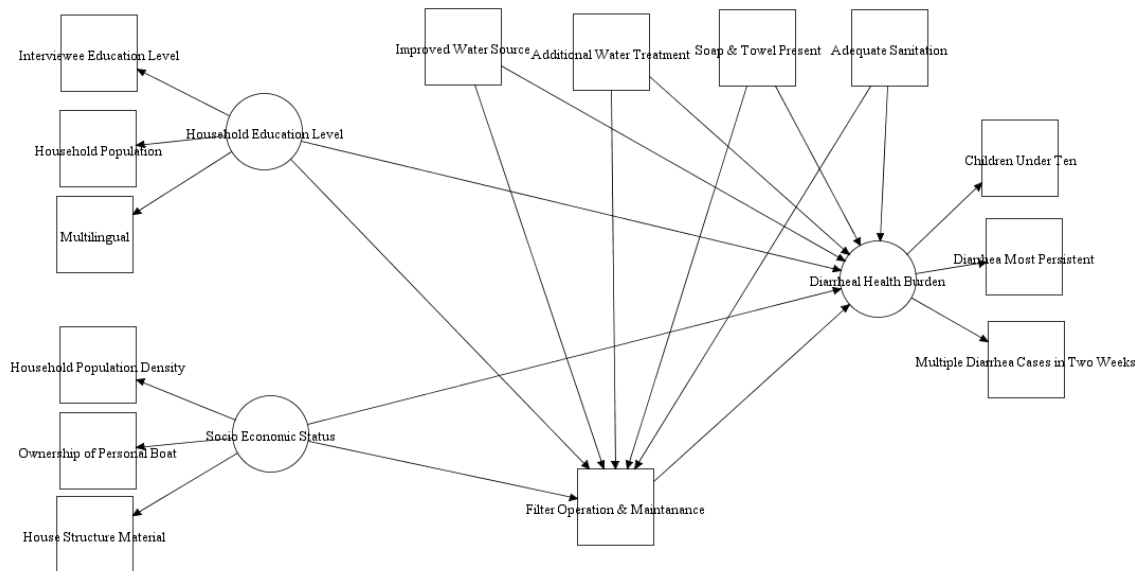 Interviewee Education Level
Household Population
Multilingual
Household Education Level
Improved Water Source
Additional Water Treatment
Soap & Towel Present
Adequate Sanitation
Children Under Ten
Diarrhea Most Persistent
Multiple Diarrhea Cases in Two Weeks
Diarrheal Health Burden
Household Population Density
Ownership of Personal Boat
House Structure Material
Socio Economic Status
Filter Operation & Maintanance